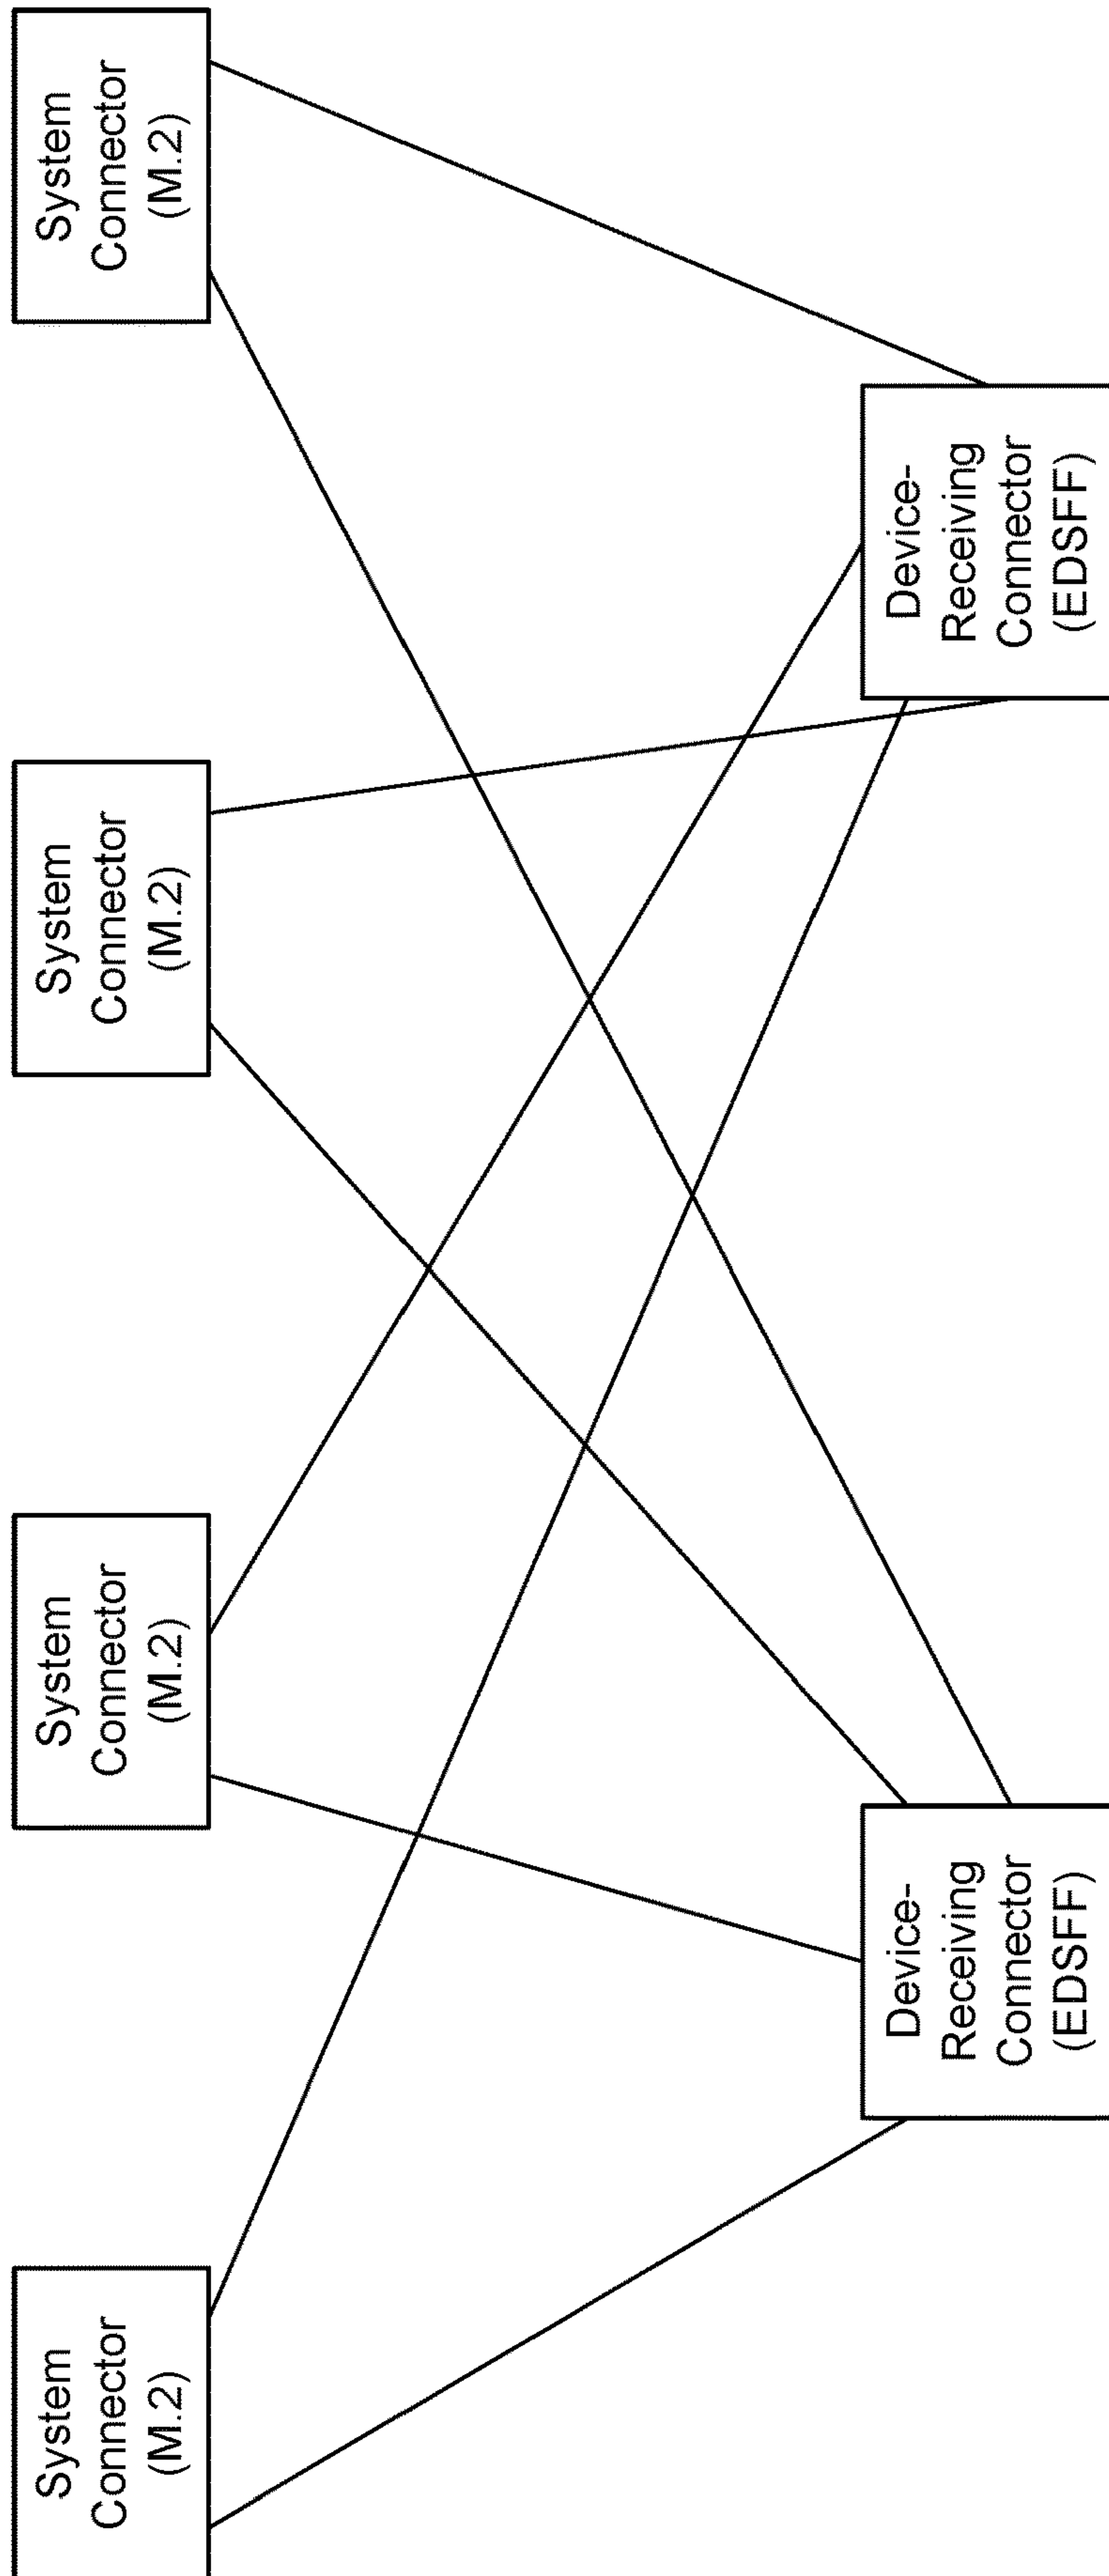 System
Connector
(M.2)
System
Connector
(M.2)
System
Connector
(M.2)
System
Connector
(M.2)
Device-
Receiving
Connector
(EDSFF)
Device-
Receiving
Connector
(EDSFF)